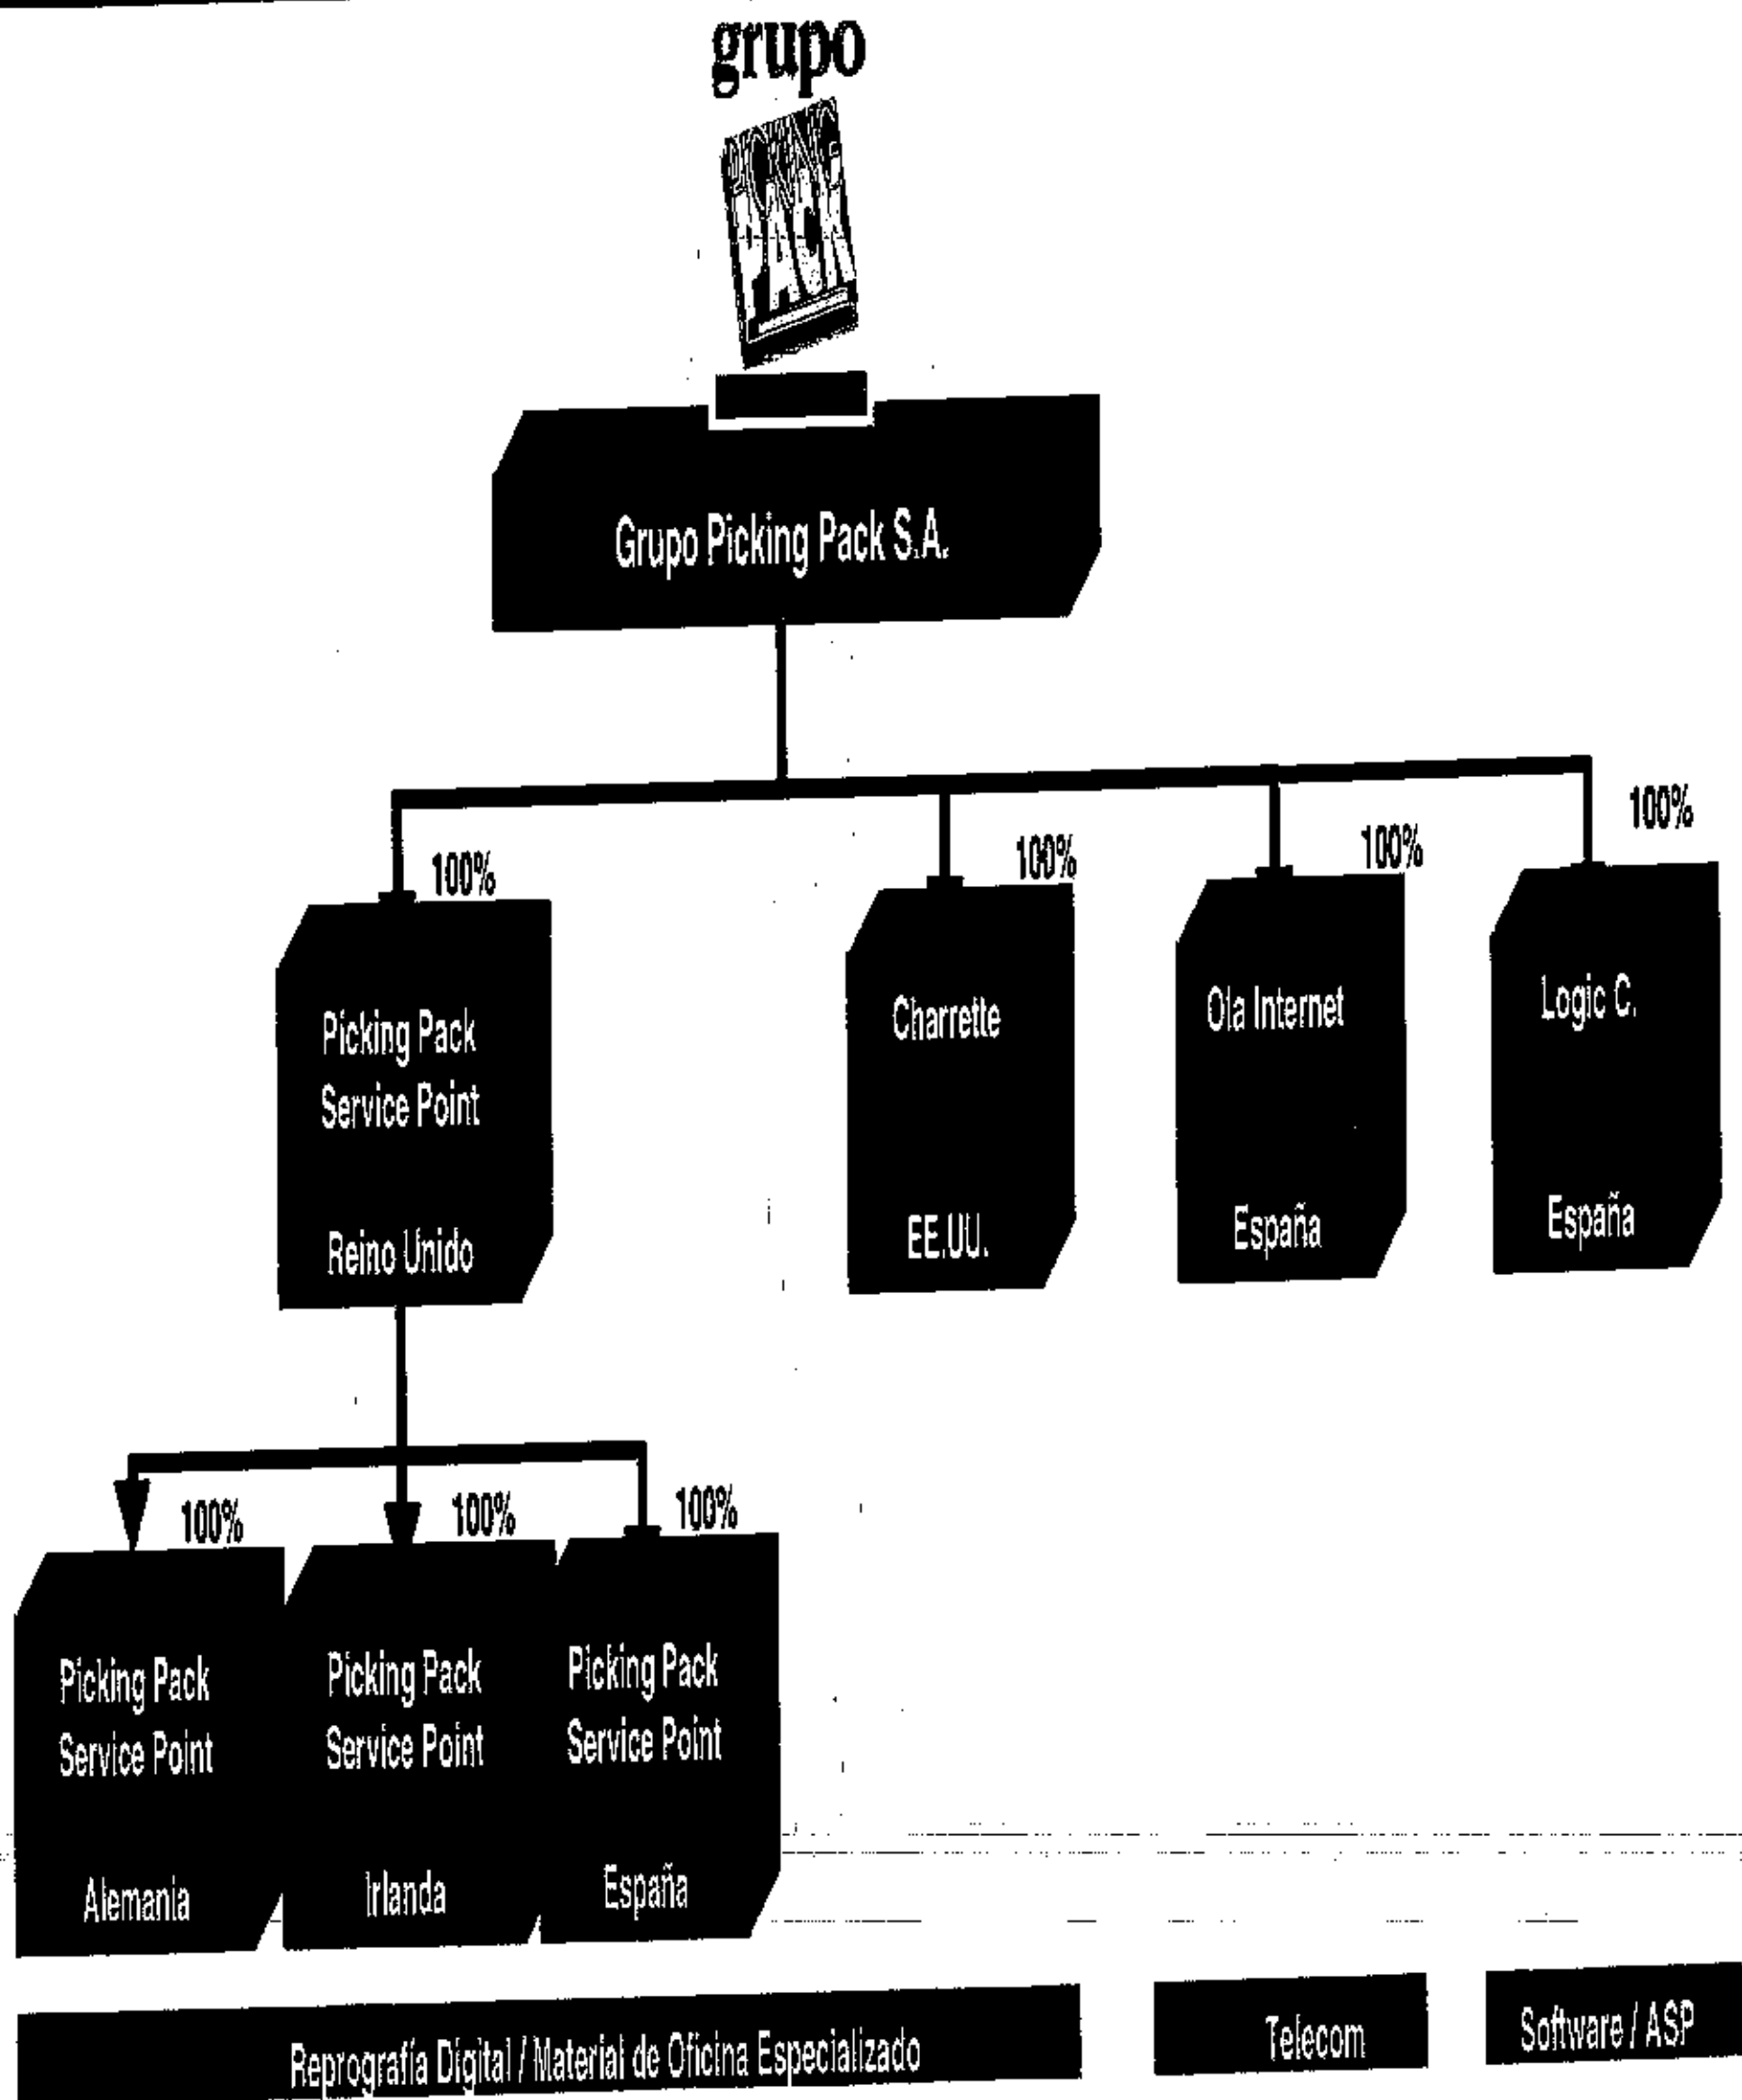 grupo
PICKING
PACK
Grupo Picking Pack S.A.
100%
100%
100%
100%
Picking Pack
Service Point
Reino Unido
Charrette
EE.UU.
Ola Internet
España
Logic C.
España
100%
100%
100%
Picking Pack
Service Point
Alemania
Picking Pack
Service Point
Irlanda
Picking Pack
Service Point
España
Reprografía Digital / Material de Oficina Especializado
Telecom
Software / ASP